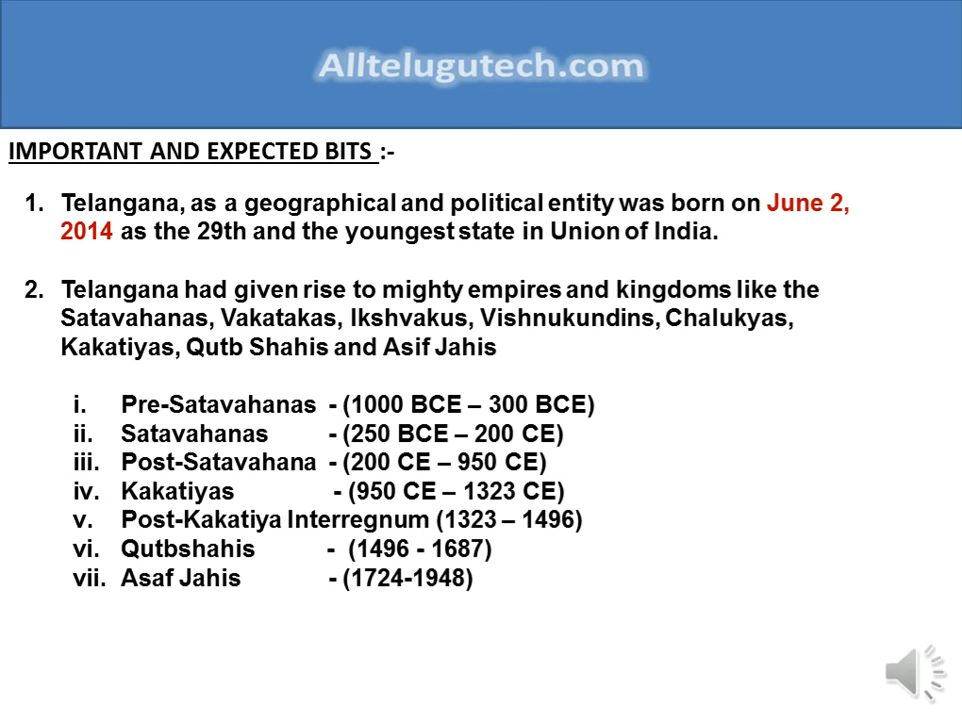 Alltelugutech.com
IMPORTANT AND EXPECTED BITS :-
1. Telangana, as a geographical and political entity was born on June 2,
2014 as the 29th and the youngest state in Union of India.
2. Telangana had given rise to mighty empires and kingdoms like the
Satavahanas, Vakatakas, Ikshvakus, Vishnukundins, Chalukyas,
Kakatiyas, Qutb Shahis and Asif Jahis
i. Pre-Satavahanas - (1000 BCE – 300 BCE)
ii. Satavahanas - (250 BCE – 200 CE)
iii. Post-Satavahana - (200 CE – 950 CE)
iv. Kakatiyas - (950 CE – 1323 CE)
v. Post-Kakatiya Interregnum (1323 – 1496)
vi. Qutbshahis - (1496 - 1687)
vii. Asaf Jahis - (1724-1948)